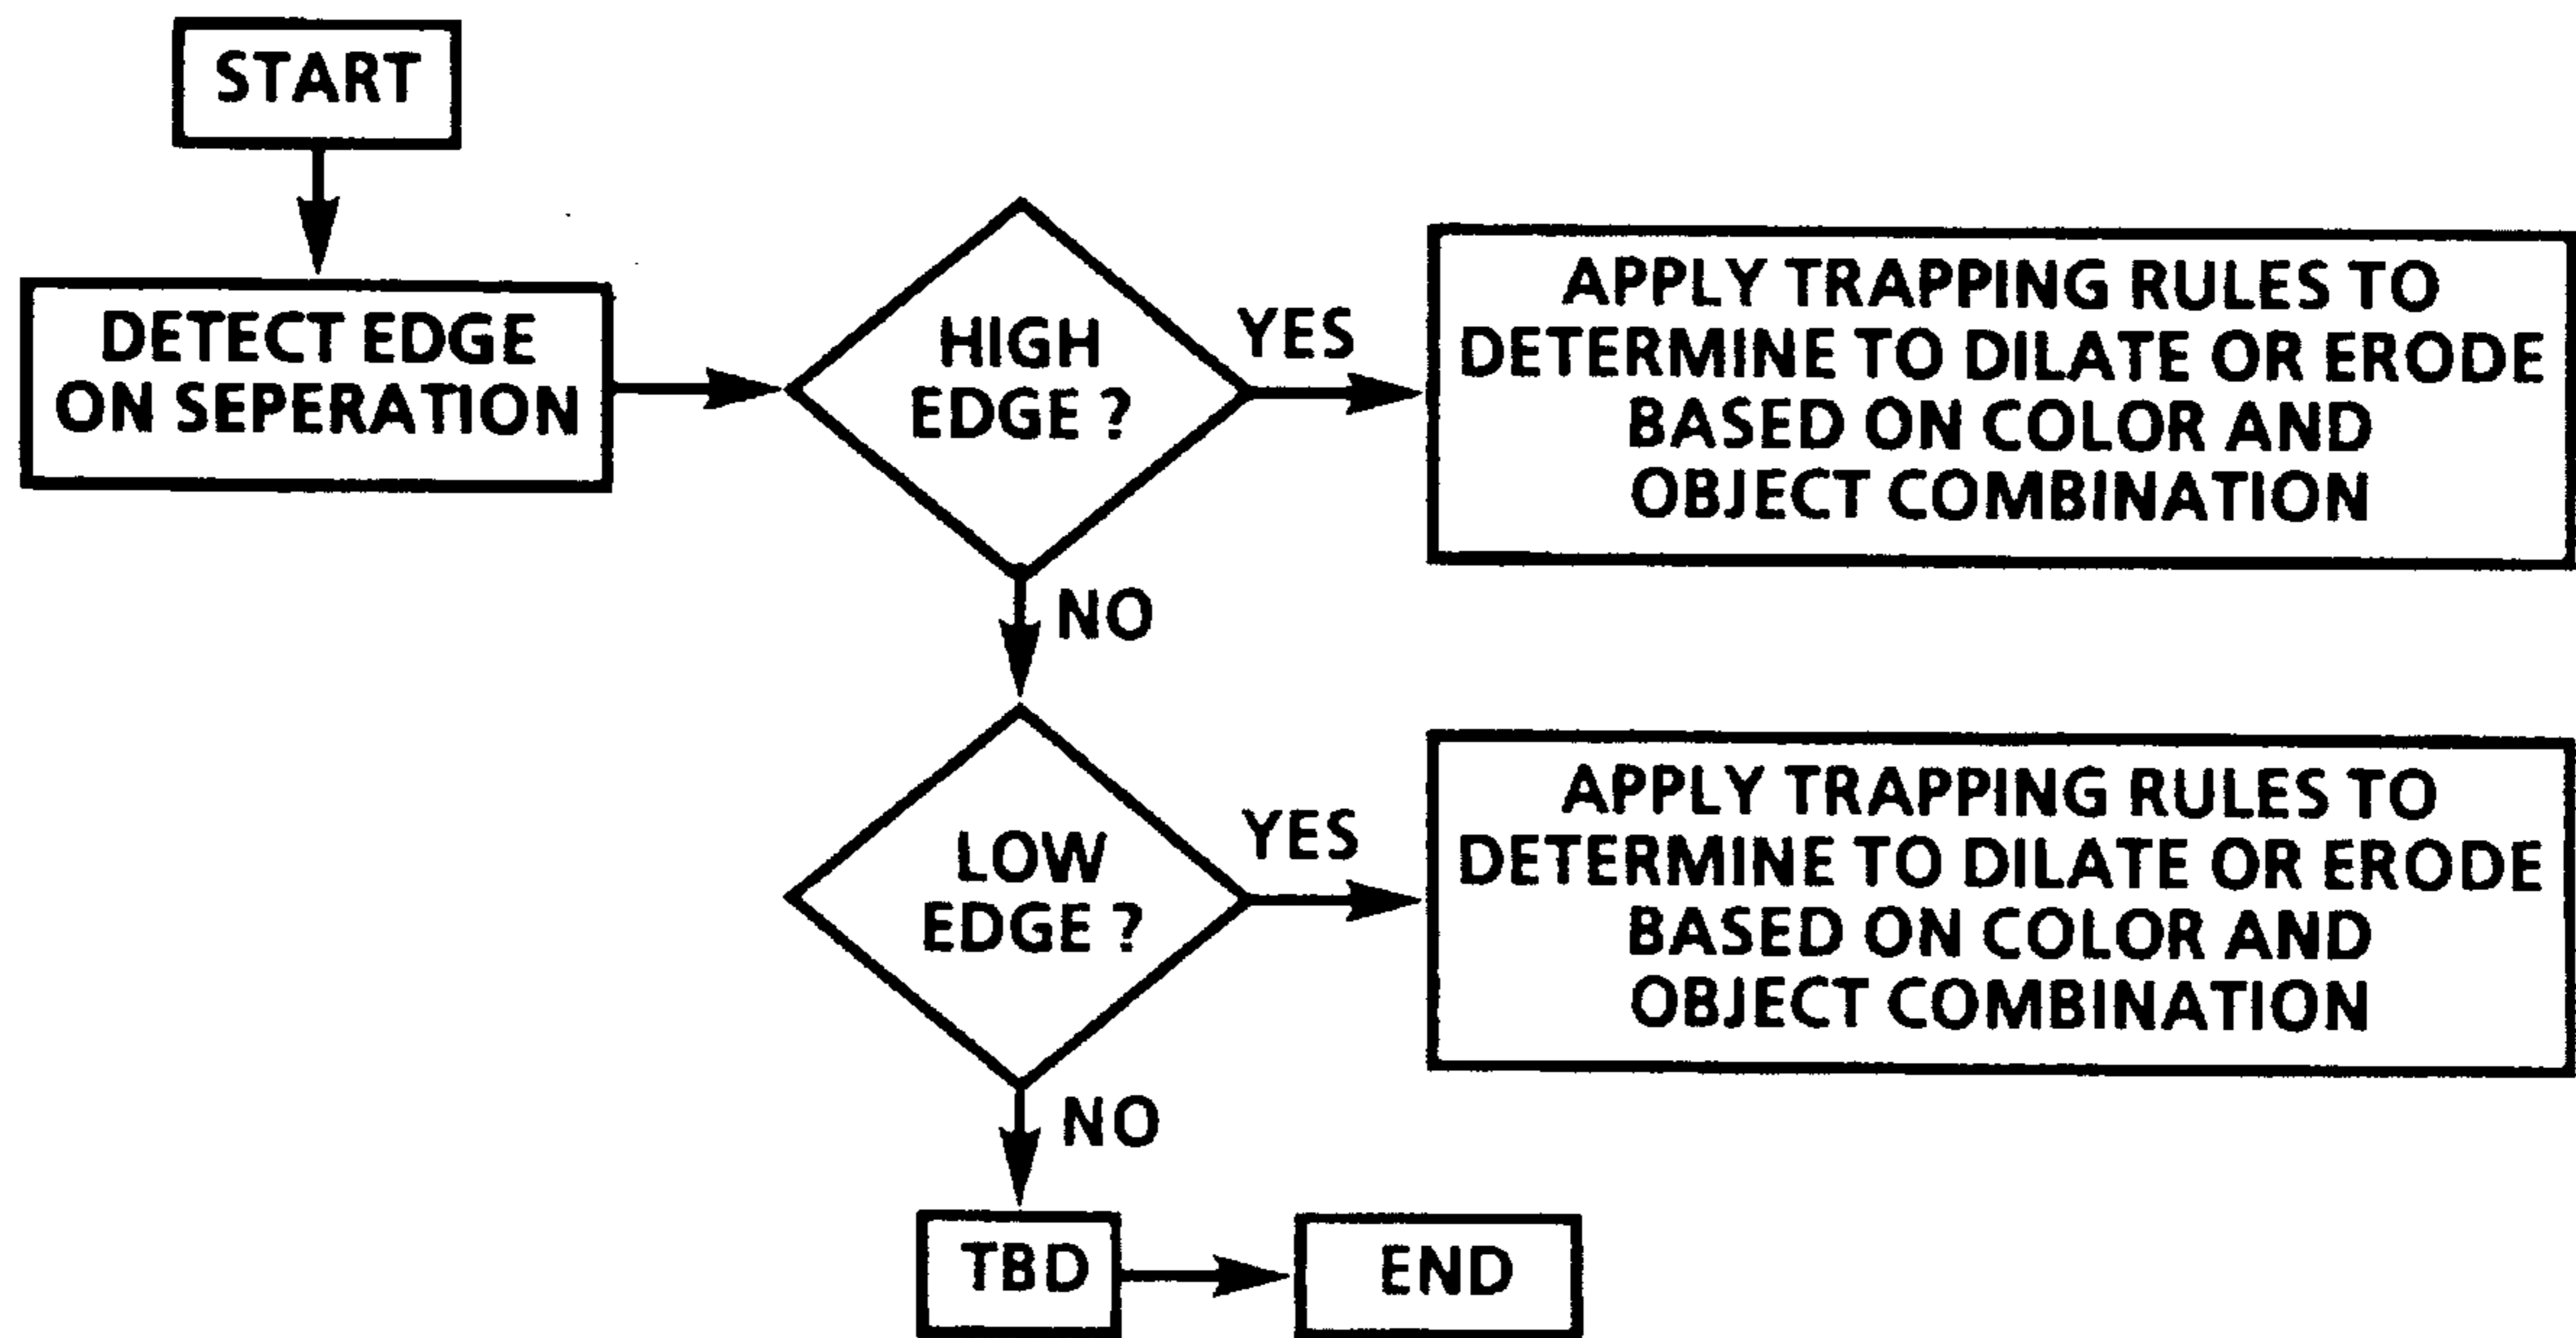 START
DETECT EDGE
ON SEPERATION
HIGH
EDGE ?
YES
APPLY TRAPPING RULES TO
DETERMINE TO DILATE OR ERODE
BASED ON COLOR AND
OBJECT COMBINATION
NO
LOW
EDGE ?
YES
APPLY TRAPPING RULES TO
DETERMINE TO DILATE OR ERODE
BASED ON COLOR AND
OBJECT COMBINATION
NO
TBD
END